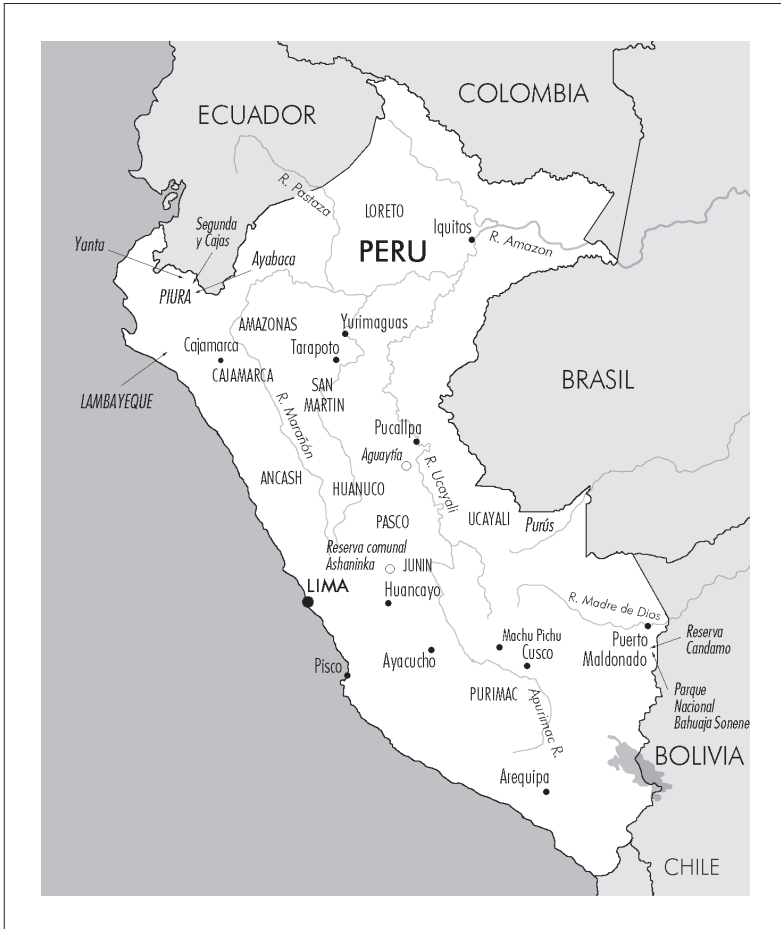 COLOMBIA
ECUADOR
R. Pastaza
LORETO
Segunda
y Cajas
Iquitos
Yanta
PERU
R. Amazon
Ayabaca
PIURA
AMAZONAS
Yurimaguas
Cajamarca
Tarapoto
CAJAMARCA
SAN
MARTIN
BRASIL
LAMBAYEQUE
R. Marañón
Pucallpa
Aguaytía
R. Ucayali
ANCASH
HUANUCO
PASCO
UCAYALI
Purús
Reserva comunal
Ashaninka
JUNIN
LIMA
Huancayo
R. Madre de Dios
Machu Pichu
Puerto
Maldonado
Reserva
Candamo
Cusco
Ayacucho
Pisco
PURIMAC
Apurimac R.
Parque
Nacional
Bahuaja Sonene
BOLIVIA
Arequipa
CHILE